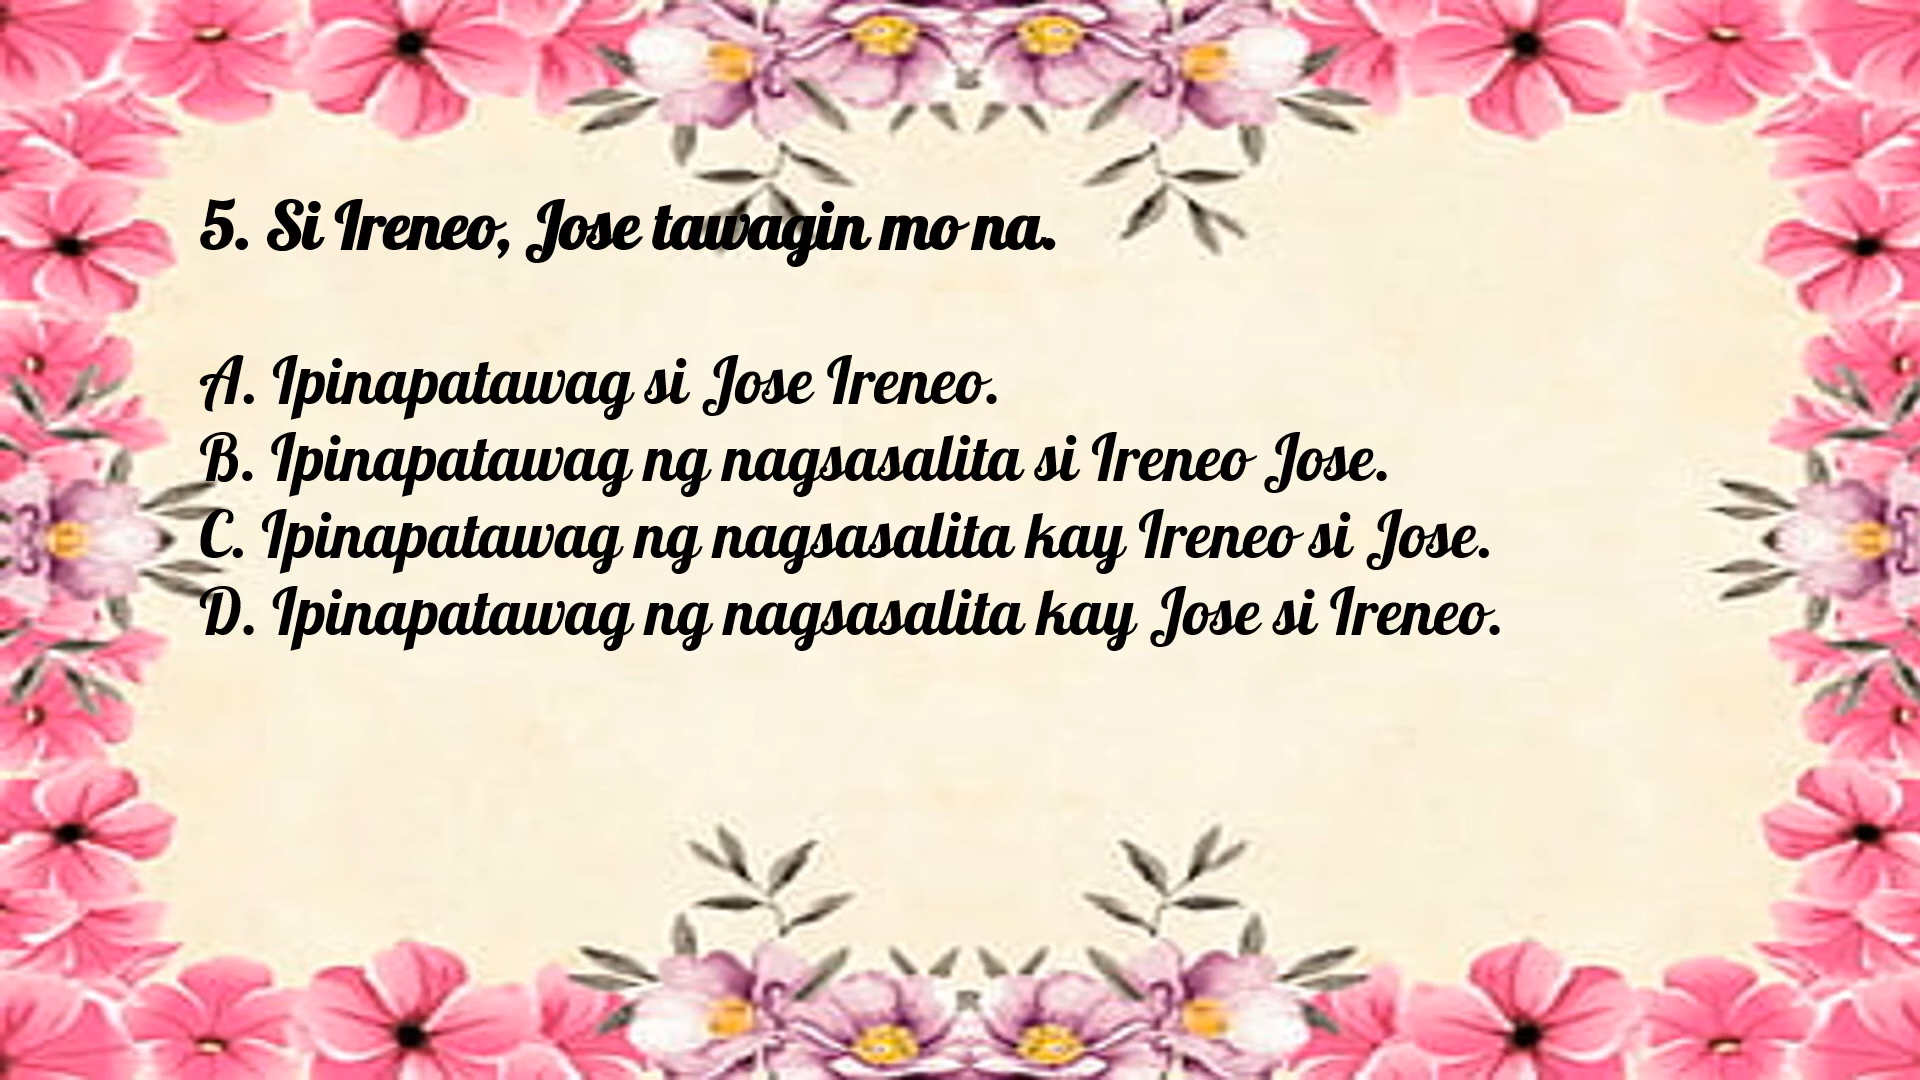 5. Si Ireneo, Jose tawagin mo na.
A. Ipinapatawag si Jose Ireneo.
B. Ipinapatawag ng nagsasalita si Ireneo Jose.
C. Ipinapatawag ng nagsasalita kay Ireneo si Jose.
D. Ipinapatawag ng nagsasalita kay Jose si Ireneo.